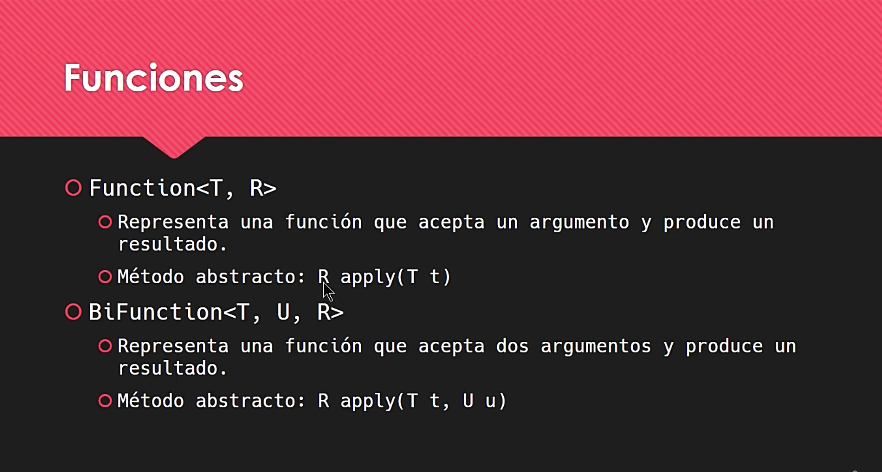 Funciones
Function<T, R>
Representa una función que acepta un argumento y produce un
resultado.
Método abstracto: R apply(T t)
BiFunction<T, U, R>
Representa una función que acepta dos argumentos y produce un
resultado.
Método abstracto: R apply(T t, U u)